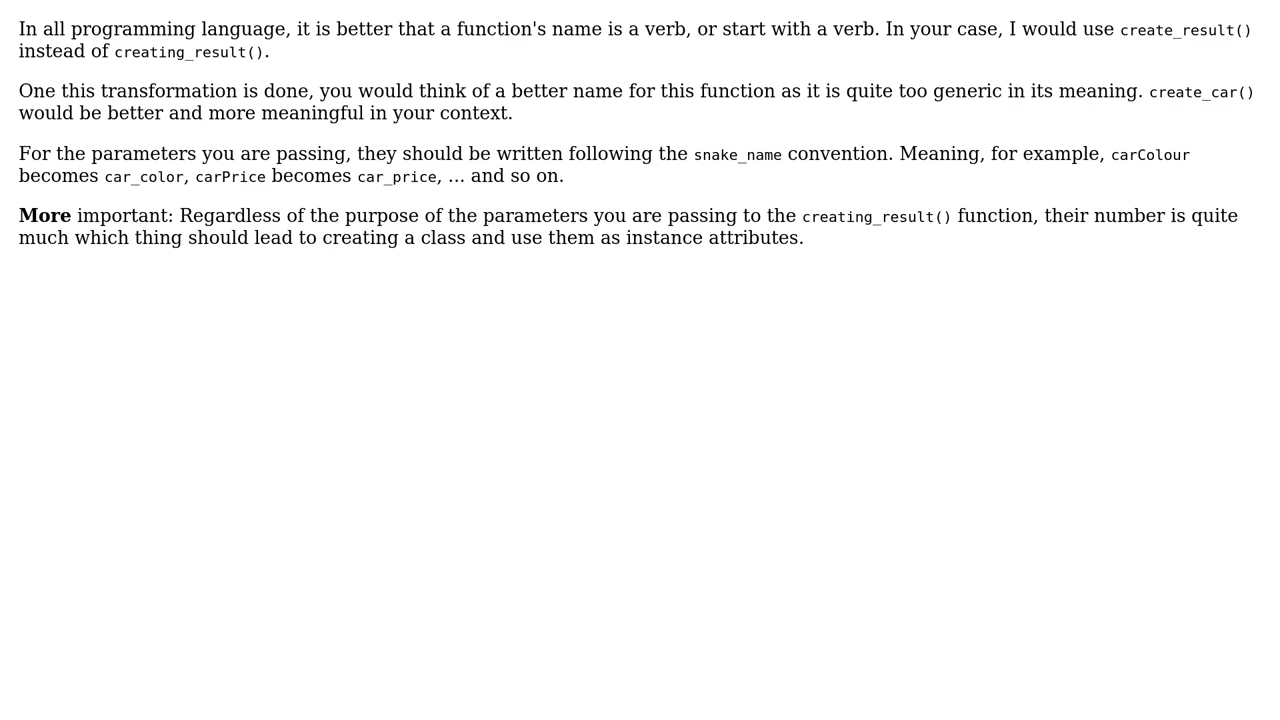 In all programming language, it is better that a function's name is a verb, or start with a verb. In your case, I would use create_result()
instead of creating_result().
One this transformation is done, you would think of a better name for this function as it is quite too generic in its meaning. create_car()
would be better and more meaningful in your context.
For the parameters you are passing, they should be written following the snake_name convention. Meaning, for example, carColour
becomes car_color, carPrice becomes car_price, ... and so on.
More important: Regardless of the purpose of the parameters you are passing to the creating_result() function, their number is quite
much which thing should lead to creating a class and use them as instance attributes.